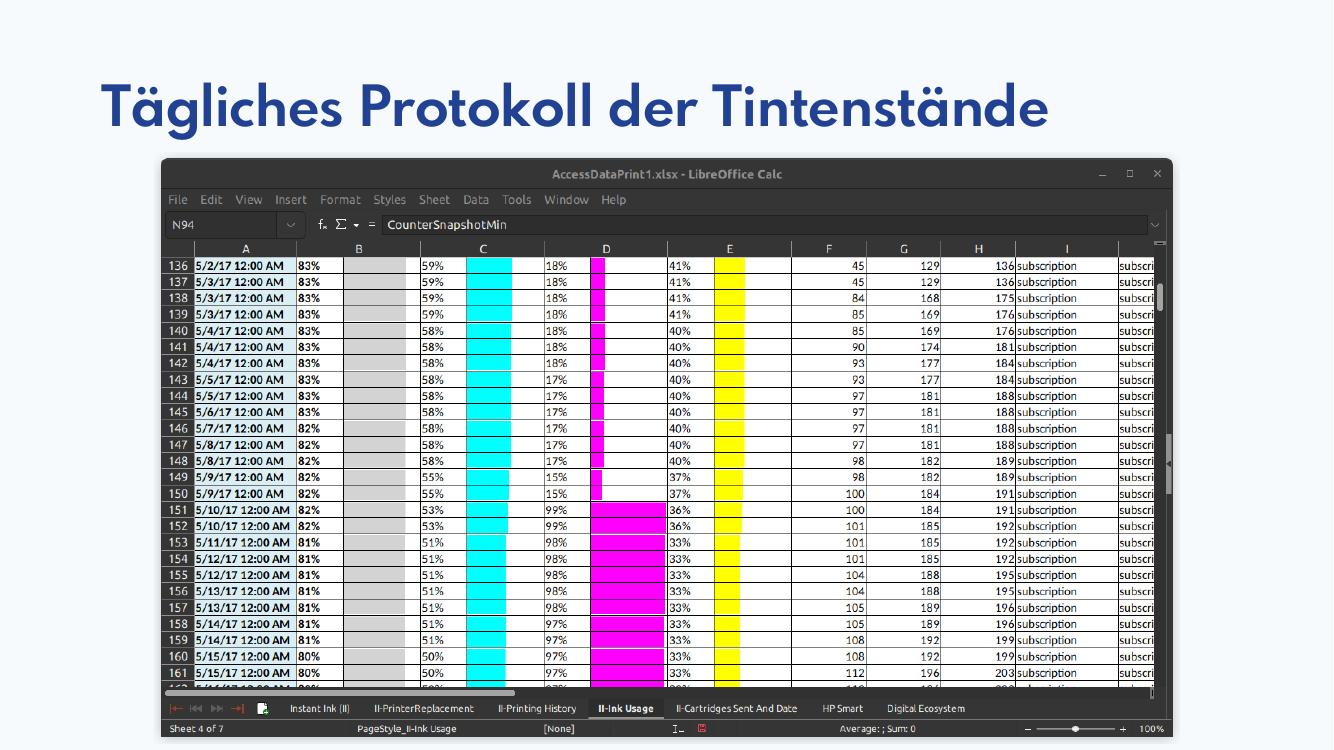 Tägliches Protokoll der Tintenstände
AccessDataPrint1.xlsx - LibreOffice Calc
File Edit View Insert Format Styles Sheet Data Tools Window Help
N94 fx Σ = CounterSnapshotMin
A B C D E F G H I
136 5/2/17 12:00 AM 83% 59% 18% 41% 45 129 136 subscription subscri
137 5/3/17 12:00 AM 83% 59% 18% 41% 45 129 136 subscription subscri
138 5/3/17 12:00 AM 83% 59% 18% 41% 84 168 175 subscription subscri
139 5/3/17 12:00 AM 83% 59% 18% 41% 85 169 176 subscription subscri
140 5/4/17 12:00 AM 83% 58% 18% 40% 85 169 176 subscription subscri
141 5/4/17 12:00 AM 83% 58% 18% 40% 90 174 181 subscription subscri
142 5/4/17 12:00 AM 83% 58% 18% 40% 93 177 184 subscription subscri
143 5/5/17 12:00 AM 83% 58% 17% 40% 93 177 184 subscription subscri
144 5/5/17 12:00 AM 83% 58% 17% 40% 97 181 188 subscription subscri
145 5/6/17 12:00 AM 83% 58% 17% 40% 97 181 188 subscription subscri
146 5/7/17 12:00 AM 82% 58% 17% 40% 97 181 188 subscription subscri
147 5/8/17 12:00 AM 82% 58% 17% 40% 97 181 188 subscription subscri
148 5/8/17 12:00 AM 82% 58% 17% 40% 98 182 189 subscription subscri
149 5/9/17 12:00 AM 82% 55% 15% 37% 98 182 189 subscription subscri
150 5/9/17 12:00 AM 82% 55% 15% 37% 100 184 191 subscription subscri
151 5/10/17 12:00 AM 82% 53% 99% 36% 100 184 191 subscription subscri
152 5/10/17 12:00 AM 82% 53% 99% 36% 101 185 192 subscription subscri
153 5/11/17 12:00 AM 81% 51% 98% 33% 101 185 192 subscription subscri
154 5/12/17 12:00 AM 81% 51% 98% 33% 101 185 192 subscription subscri
155 5/12/17 12:00 AM 81% 51% 98% 33% 104 188 195 subscription subscri
156 5/13/17 12:00 AM 81% 51% 98% 33% 104 188 195 subscription subscri
157 5/13/17 12:00 AM 81% 51% 98% 33% 105 189 196 subscription subscri
158 5/14/17 12:00 AM 81% 51% 97% 33% 105 189 196 subscription subscri
159 5/14/17 12:00 AM 81% 51% 97% 33% 108 192 199 subscription subscri
160 5/15/17 12:00 AM 80% 50% 97% 33% 108 192 199 subscription subscri
161 5/15/17 12:00 AM 80% 50% 97% 33% 112 196 203 subscription subscri
Instant Ink (II) II-PrinterReplacement II-Printing History II-Ink Usage II-Cartridges Sent And Date HP Smart Digital Ecosystem
Sheet 4 of 7 PageStyle_II-Ink Usage [None] Average: ; Sum: 0 100%